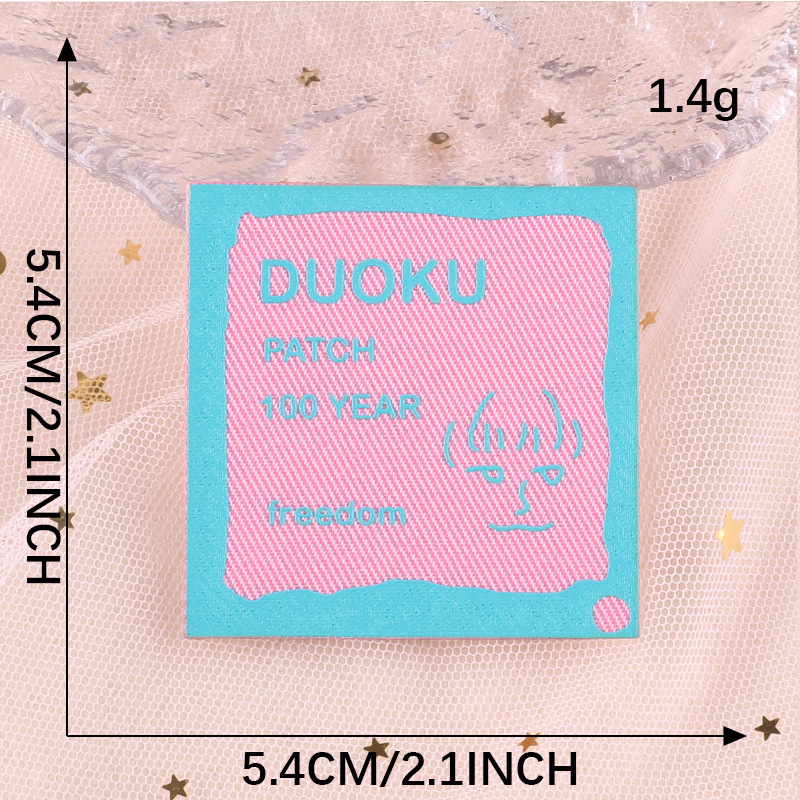 1.4g
DUOKU
PATCH
100 YEAR
freedom
5.4CM/2.1INCH
5.4CM/2.1INCH